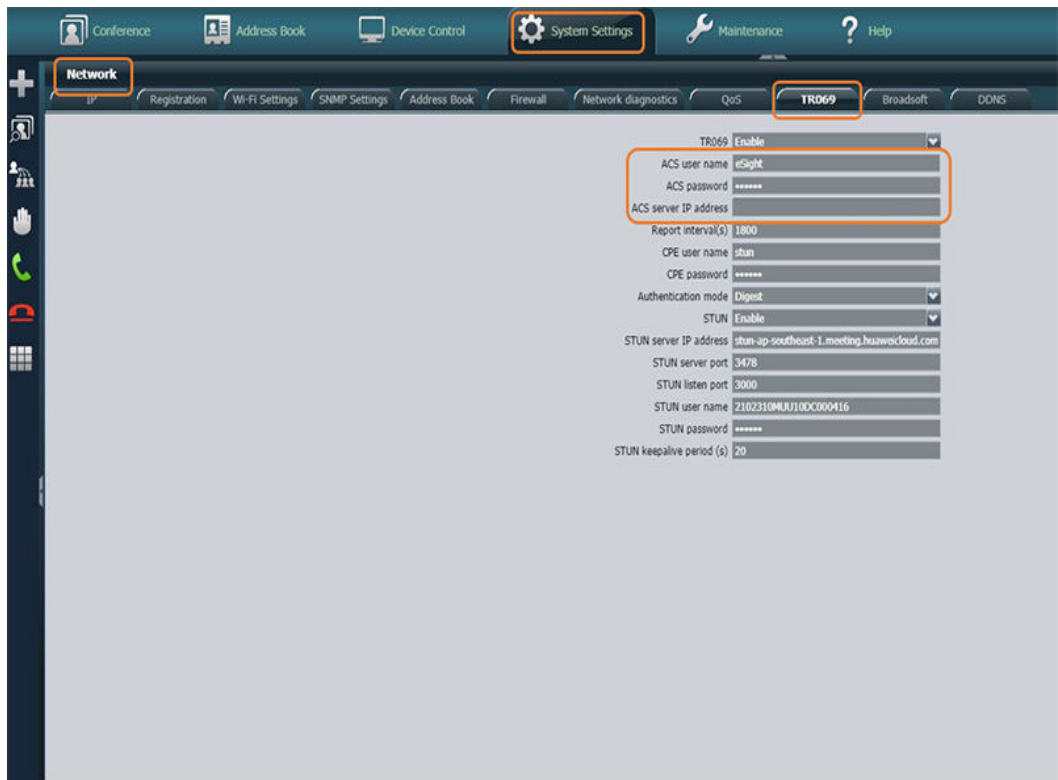 Conference Address Book Device Control System Settings Maintenance ? Help
Network
IP Registration Wi-Fi Settings SNMP Settings Address Book Firewall Network diagnostics QoS TR069 Broadsoft DDNS
TR069 Enable
ACS user name eSight
ACS password ••••••
ACS server IP address
Report interval(s) 1800
CPE user name stun
CPE password ••••••
Authentication mode Digest
STUN Enable
STUN server IP address stun-ap-southeast-1.meeting.huaweicloud.com
STUN server port 3478
STUN listen port 3000
STUN user name 2102310MUU10DC000416
STUN password ••••••
STUN keepalive period (s) 20